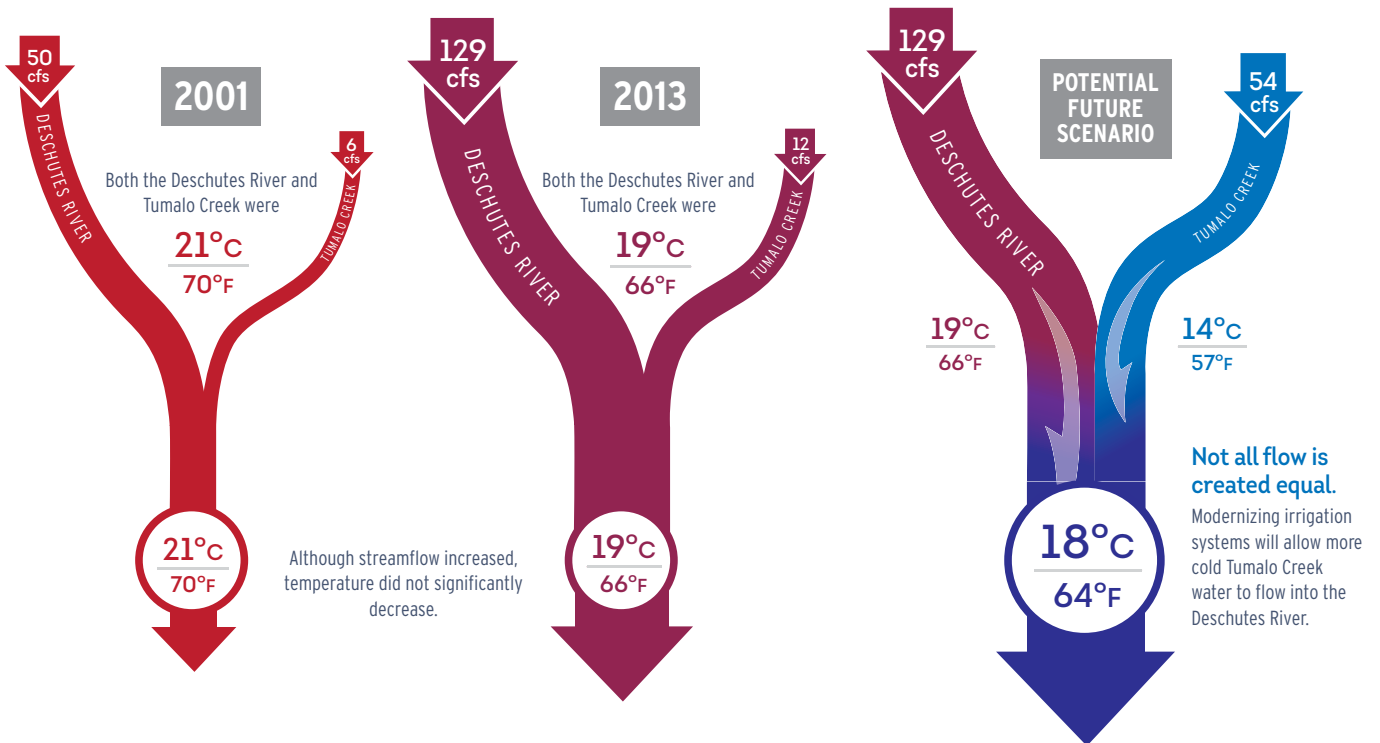 50
cfs
DESCHUTES RIVER
2001
6
cfs
TUMALO CREEK
Both the Deschutes River and
Tumalo Creek were
21°C
70°F
21°C
70°F
Although streamflow increased,
temperature did not significantly
decrease.
129
cfs
DESCHUTES RIVER
2013
12
cfs
TUMALO CREEK
Both the Deschutes River and
Tumalo Creek were
19°C
66°F
19°C
66°F
129
cfs
DESCHUTES RIVER
POTENTIAL
FUTURE
SCENARIO
54
cfs
TUMALO CREEK
19°C
66°F
14°C
57°F
18°C
64°F
Not all flow is
created equal.
Modernizing irrigation
systems will allow more
cold Tumalo Creek
water to flow into the
Deschutes River.